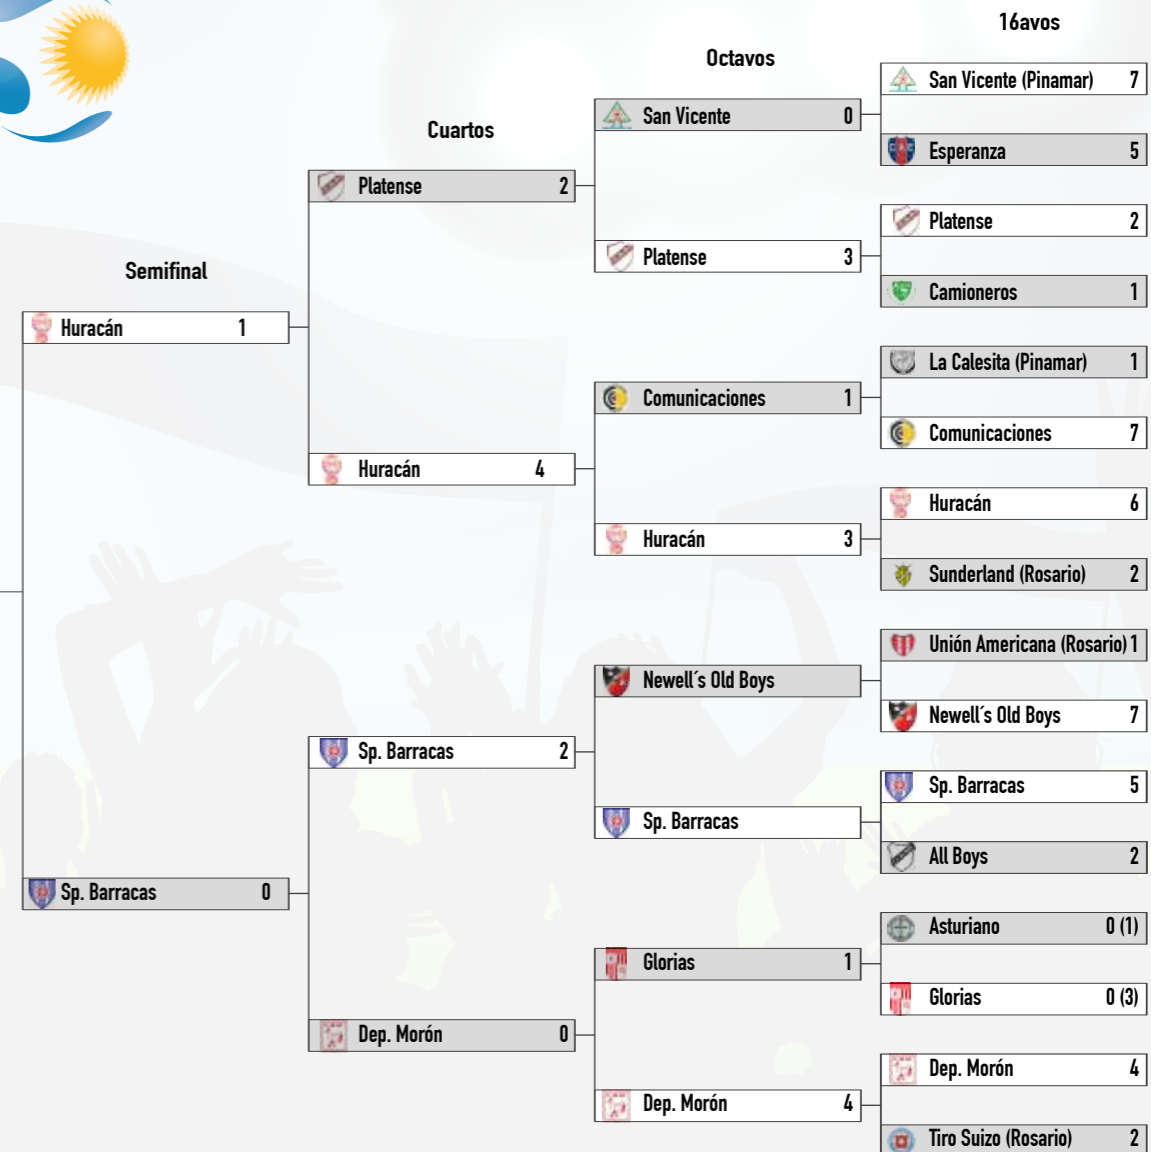 16avos
Octavos
Cuartos
Semifinal
San Vicente (Pinamar) 7
Esperanza 5
Platense 2
Camioneros 1
La Calesita (Pinamar) 1
Comunicaciones 7
Huracán 6
Sunderland (Rosario) 2
Unión Americana (Rosario) 1
Newell´s Old Boys 7
Sp. Barracas 5
All Boys 2
Asturiano 0 (1)
Glorias 0 (3)
Dep. Morón 4
Tiro Suizo (Rosario) 2
San Vicente 0
Platense 3
Comunicaciones 1
Huracán 3
Newell´s Old Boys
Sp. Barracas
Glorias 1
Dep. Morón 4
Platense 2
Huracán 4
Sp. Barracas 2
Dep. Morón 0
Huracán 1
Sp. Barracas 0